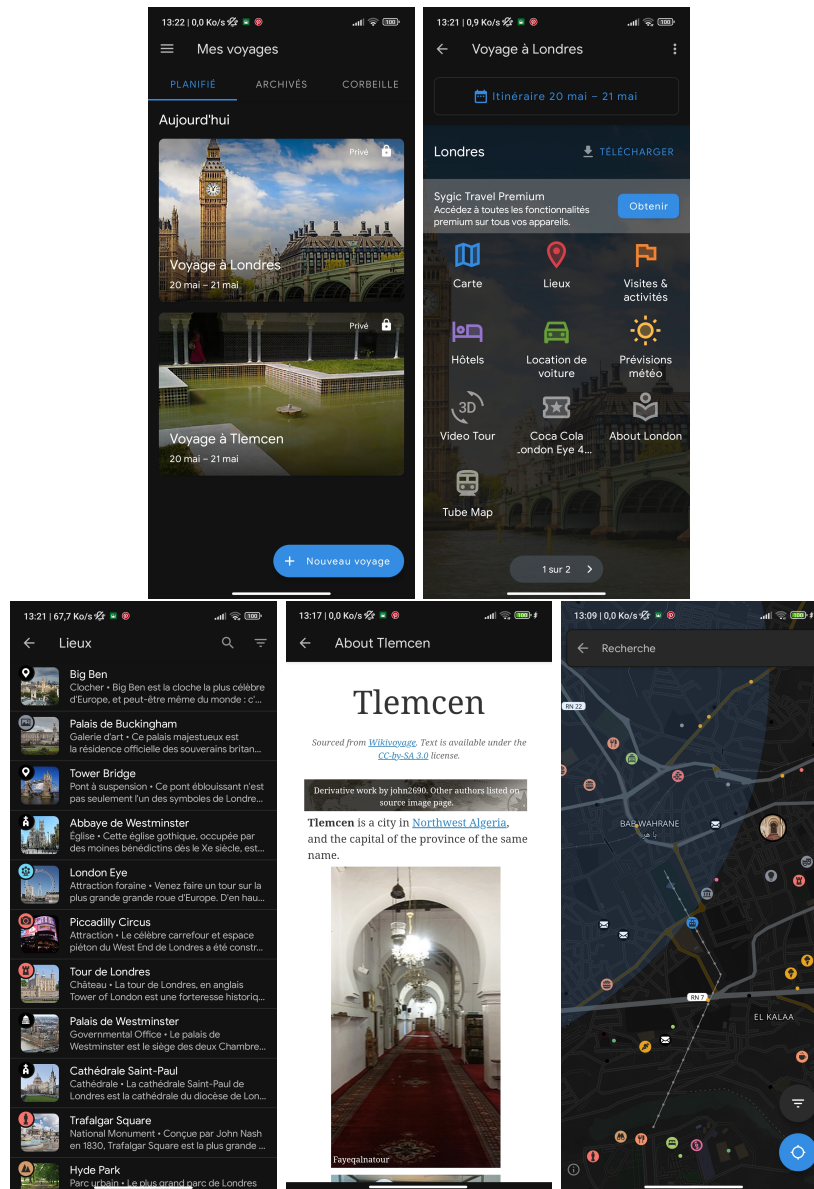 13:22 | 0,0 Ko/s
100
Mes voyages
PLANIFIÉ ARCHIVÉS CORBEILLE
Aujourd'hui
Privé
Voyage à Londres
20 mai – 21 mai
Privé
Voyage à Tlemcen
20 mai – 21 mai
+ Nouveau voyage
13:21 | 0,9 Ko/s
100
Voyage à Londres
Itinéraire 20 mai – 21 mai
Londres
TÉLÉCHARGER
Sygic Travel Premium
Accédez à toutes les fonctionnalités
premium sur tous vos appareils.
Obtenir
Carte
Lieux
Visites &
activités
Hôtels
Location de
voiture
Prévisions
météo
3D
Video Tour
Coca Cola
London Eye 4...
About London
Tube Map
1 sur 2
13:21 | 67,7 Ko/s
100
Lieux
Big Ben
Clocher • Big Ben est la cloche la plus célèbre
d'Europe, et peut-être même du monde : c'...
Palais de Buckingham
Galerie d'art • Ce palais majestueux est
la résidence officielle des souverains britan...
Tower Bridge
Pont à suspension • Ce pont éblouissant n'est
pas seulement l'un des symboles de Londre...
Abbaye de Westminster
Église • Cette église gothique, occupée par
des moines bénédictins dès le Xe siècle, est...
London Eye
Attraction foraine • Venez faire un tour sur la
plus grande grande roue d'Europe. D'en hau...
Piccadilly Circus
Attraction • Le célèbre carrefour et espace
piéton du West End de Londres a été constr...
Tour de Londres
Château • La tour de Londres, en anglais
Tower of London est une forteresse historiq...
Palais de Westminster
Governmental Office • Le palais de
Westminster est le siège des deux Chambre...
Cathédrale Saint-Paul
Cathédrale • La cathédrale Saint-Paul de
Londres est la cathédrale du diocèse de Lon...
Trafalgar Square
National Monument • Conçue par John Nash
en 1830, Trafalgar Square est la plus grande ...
Hyde Park
Parc urbain • Le plus grand parc de Londres
13:17 | 0,0 Ko/s
100
About Tlemcen
Tlemcen
Sourced from Wikivoyage. Text is available under the
CC-by-SA 3.0 license.
Derivative work by john2690. Other authors listed on
source image page.
Tlemcen is a city in Northwest Algeria,
and the capital of the province of the same
name.
Fayeqalnatour
13:09 | 0,0 Ko/s
100
Recherche
RN 22
BAB WAHRANE
RN 7
EL KALAA